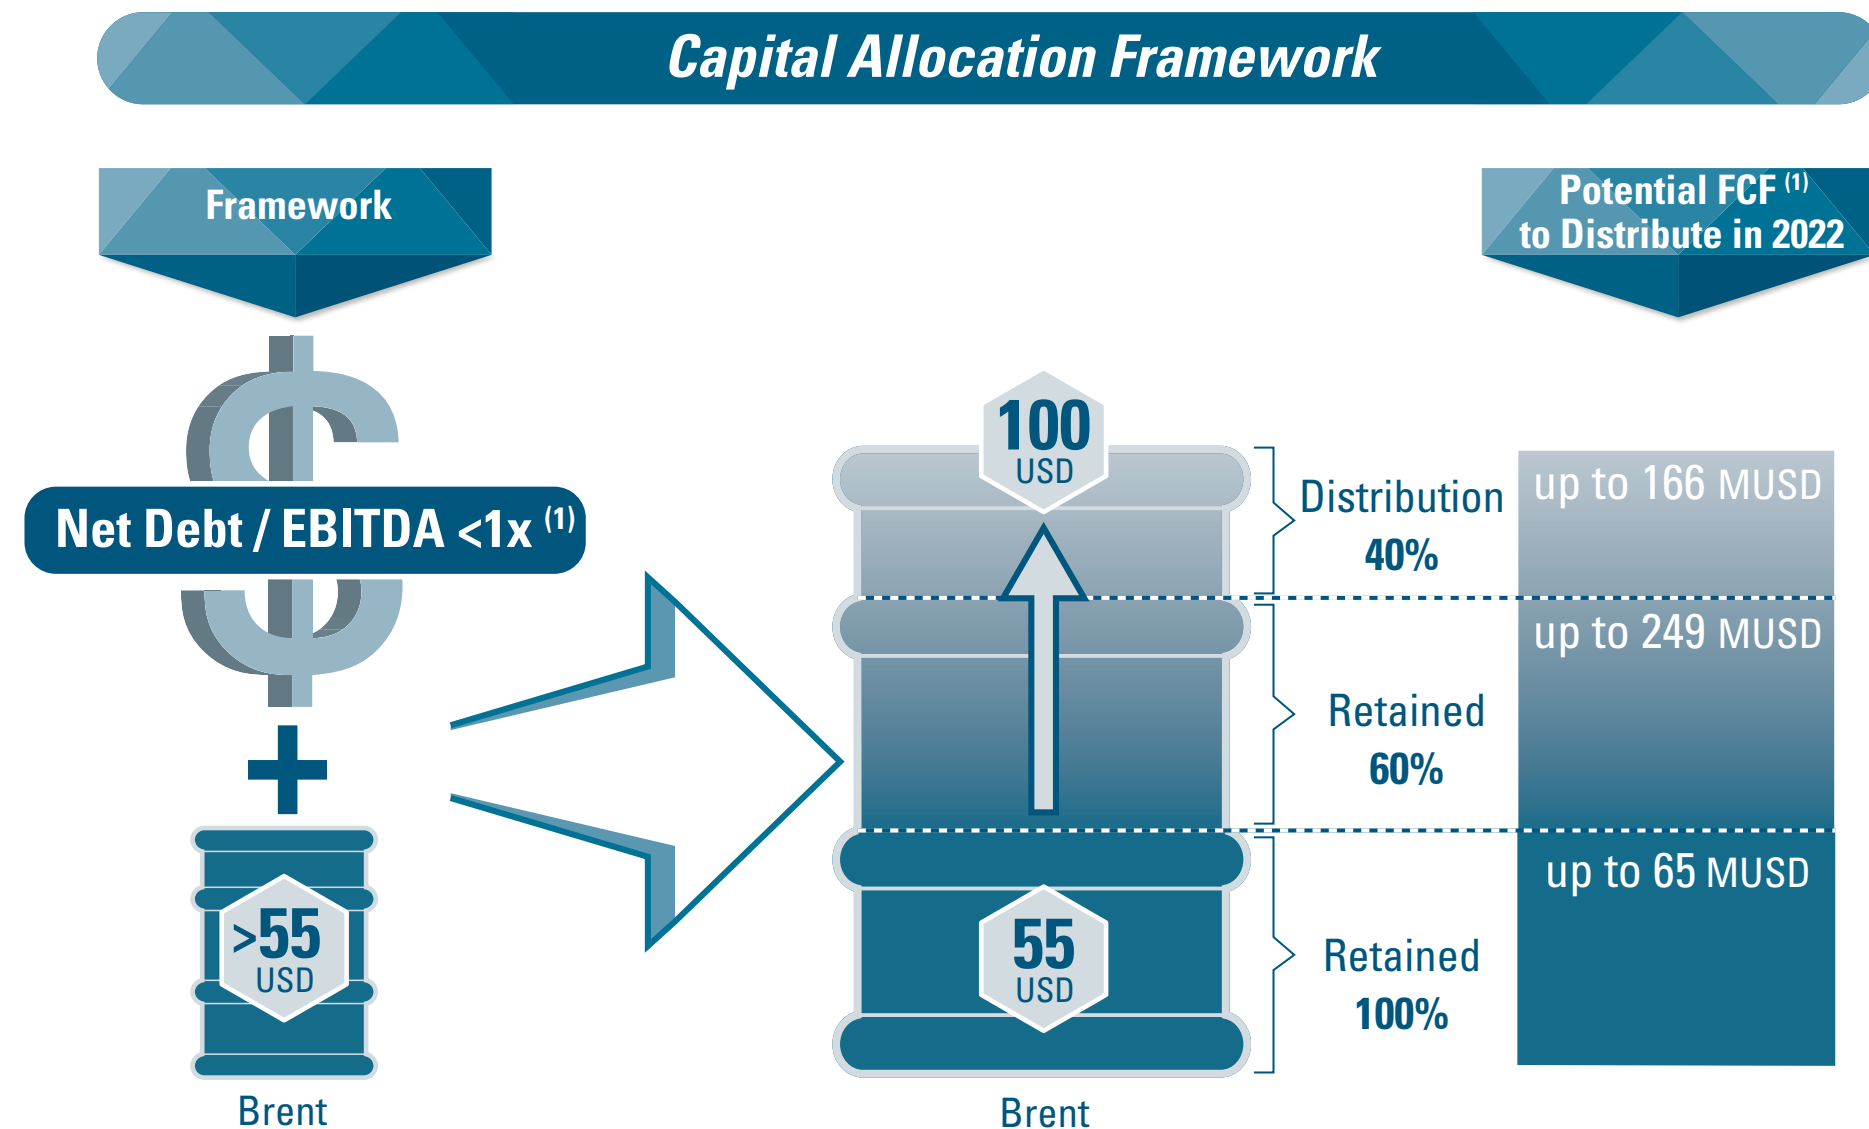 Capital Allocation Framework
Framework
Potential FCF (1)
to Distribute in 2022
Net Debt / EBITDA <1x (1)
+
>55
USD
Brent
100
USD
55
USD
Brent
Distribution
40%
Retained
60%
Retained
100%
up to 166 MUSD
up to 249 MUSD
up to 65 MUSD